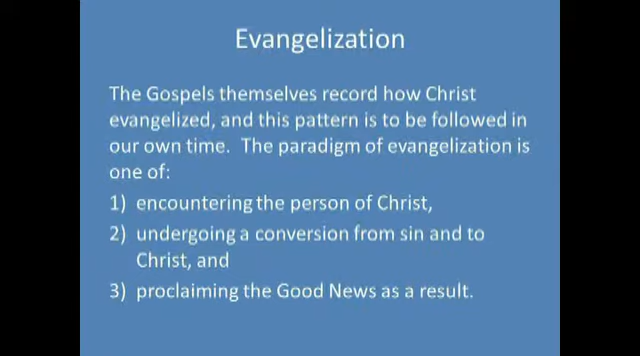 Evangelization
The Gospels themselves record how Christ
evangelized, and this pattern is to be followed in
our own time.  The paradigm of evangelization is
one of:
1) encountering the person of Christ,
2) undergoing a conversion from sin and to
Christ, and
3) proclaiming the Good News as a result.